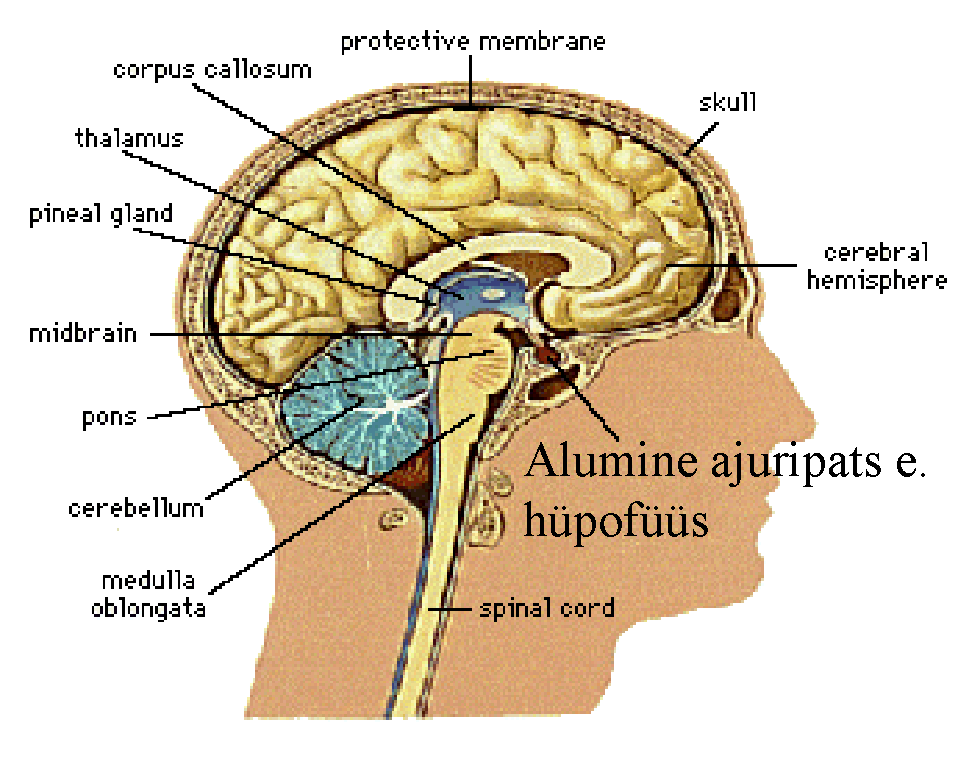 protective membrane
corpus callosum
skull
thalamus
pineal gland
cerebral
hemisphere
midbrain
pons
Alumine ajuripats e.
hüpofüüs
cerebellum
medulla
oblongata
spinal cord